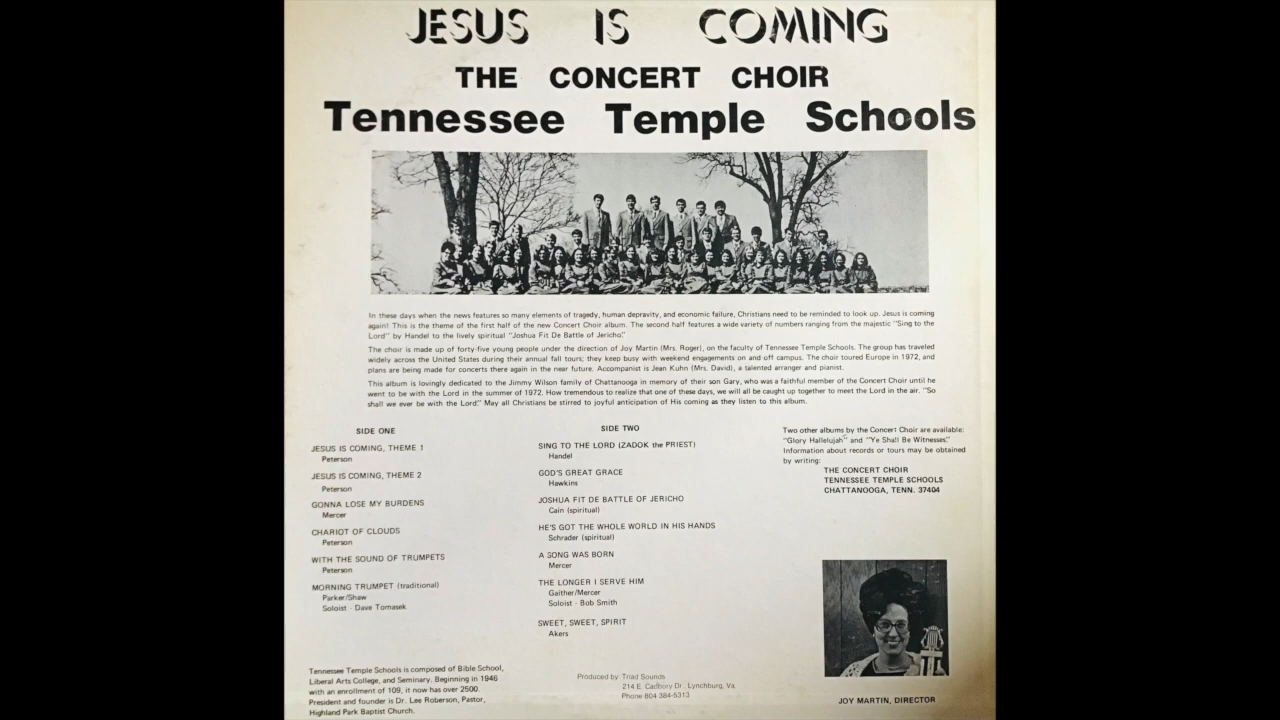 JESUS IS COMING
THE CONCERT CHOIR
Tennessee Temple Schools
In these days when the news features so many elements of tragedy, human depravity, and economic failure, Christians need to be reminded to look up. Jesus is coming
again! This is the theme of the first half of the new Concert Choir album. The second half features a wide variety of numbers ranging from the majestic "Sing to the
Lord" by Handel to the lively spiritual "Joshua Fit De Battle of Jericho."
The choir is made up of forty-five young people under the direction of Joy Martin (Mrs. Roger), on the faculty of Tennessee Temple Schools. The group has traveled
widely across the United States during their annual fall tours; they keep busy with weekend engagements on and off campus. The choir toured Europe in 1972, and
plans are being made for concerts there again in the near future. Accompanist is Jean Kuhn (Mrs. David), a talented arranger and pianist.
This album is lovingly dedicated to the Jimmy Wilson family of Chattanooga in memory of their son Gary, who was a faithful member of the Concert Choir until he
went to be with the Lord in the summer of 1972. How tremendous to realize that one of these days, we will all be caught up together to meet the Lord in the air. "So
shall we ever be with the Lord." May all Christians be stirred to joyful anticipation of His coming as they listen to this album.
SIDE ONE
JESUS IS COMING, THEME 1
Peterson
JESUS IS COMING, THEME 2
Peterson
GONNA LOSE MY BURDENS
Mercer
CHARIOT OF CLOUDS
Peterson
WITH THE SOUND OF TRUMPETS
Peterson
MORNING TRUMPET (traditional)
Parker/Shaw
Soloist - Dave Tomasek
SIDE TWO
SING TO THE LORD (ZADOK the PRIEST)
Handel
GOD'S GREAT GRACE
Hawkins
JOSHUA FIT DE BATTLE OF JERICHO
Cain (spiritual)
HE'S GOT THE WHOLE WORLD IN HIS HANDS
Schrader (spiritual)
A SONG WAS BORN
Mercer
THE LONGER I SERVE HIM
Gaither/Mercer
Soloist - Bob Smith
SWEET, SWEET, SPIRIT
Akers
Two other albums by the Concert Choir are available:
"Glory Hallelujah" and "Ye Shall Be Witnesses."
Information about records or tours may be obtained
by writing:
THE CONCERT CHOIR
TENNESSEE TEMPLE SCHOOLS
CHATTANOOGA, TENN. 37404
Tennessee Temple Schools is composed of Bible School,
Liberal Arts College, and Seminary. Beginning in 1946
with an enrollment of 109, it now has over 2500.
President and founder is Dr. Lee Roberson, Pastor,
Highland Park Baptist Church.
Produced by: Triad Sounds
214 E. Cadbury Dr., Lynchburg, Va.
Phone 804 384-5313
JOY MARTIN, DIRECTOR